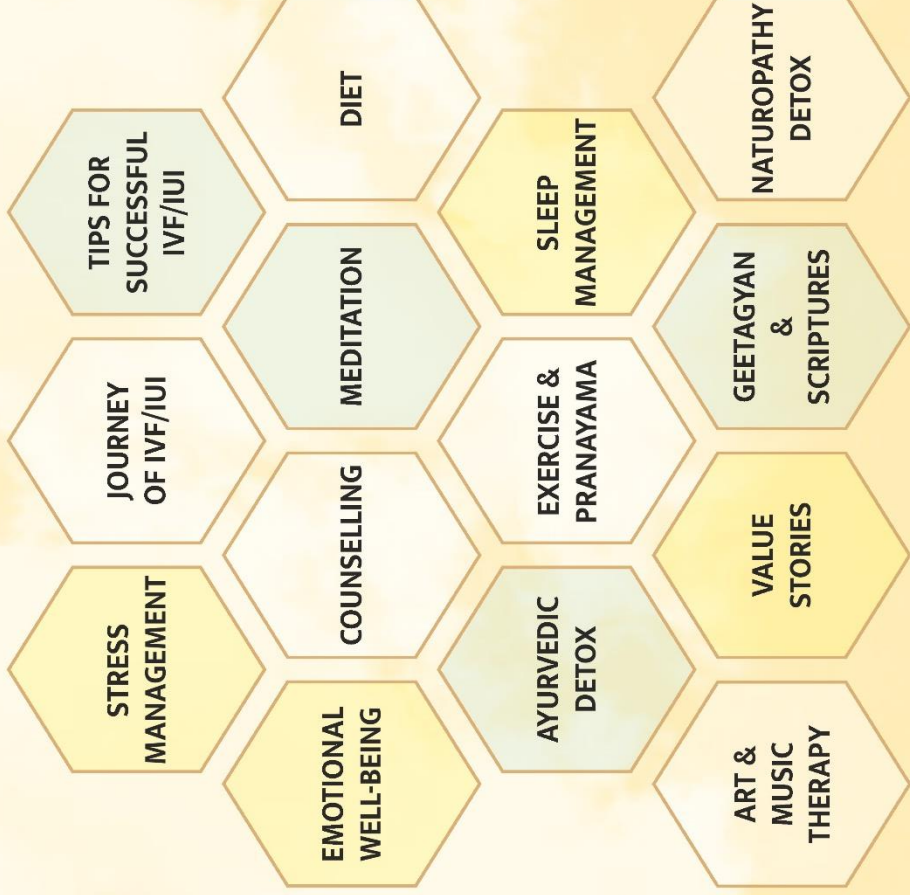 STRESS
MANAGEMENT
JOURNEY
OF IVF/IUI
TIPS FOR
SUCCESSFUL
IVF/IUI
EMOTIONAL
WELL-BEING
COUNSELLING
MEDITATION
DIET
AYURVEDIC
DETOX
EXERCISE &
PRANAYAMA
SLEEP
MANAGEMENT
ART &
MUSIC
THERAPY
VALUE
STORIES
GEETAGYAN
&
SCRIPTURES
NATUROPATHY
DETOX